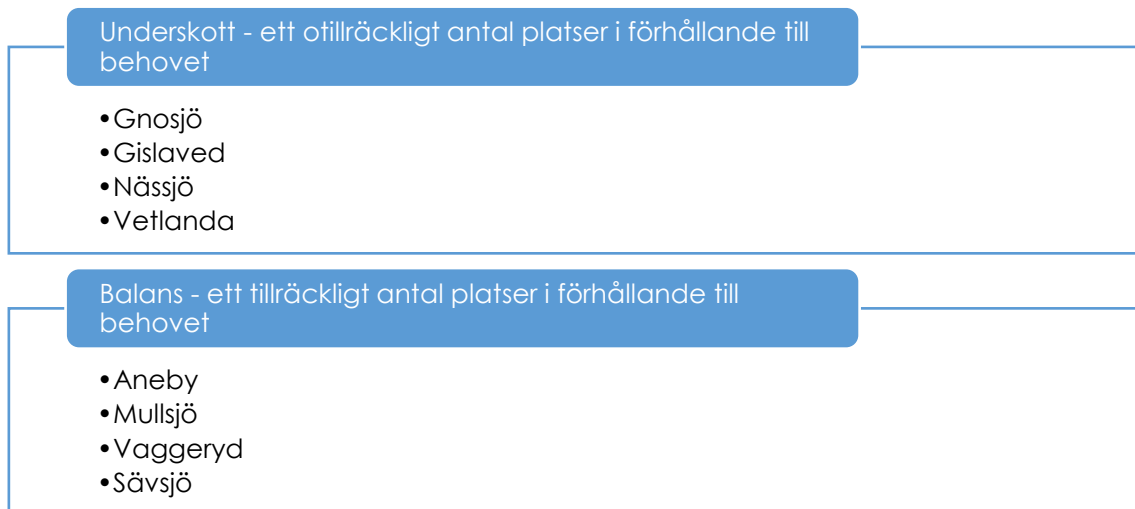 Underskott - ett otillräckligt antal platser i förhållande till
behovet
•Gnosjö
•Gislaved
•Nässjö
•Vetlanda
Balans - ett tillräckligt antal platser i förhållande till
behovet
•Aneby
•Mullsjö
•Vaggeryd
•Sävsjö